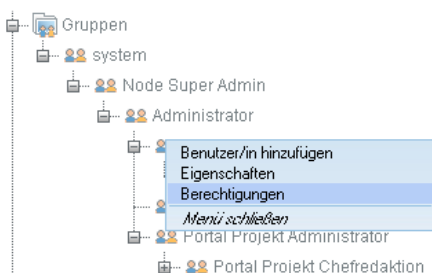 Gruppen
system
Node Super Admin
Administrator
Benutzer/in hinzufügen
Eigenschaften
Berechtigungen
Menü schließen
Portal Projekt Administrator
Portal Projekt Chefredaktion